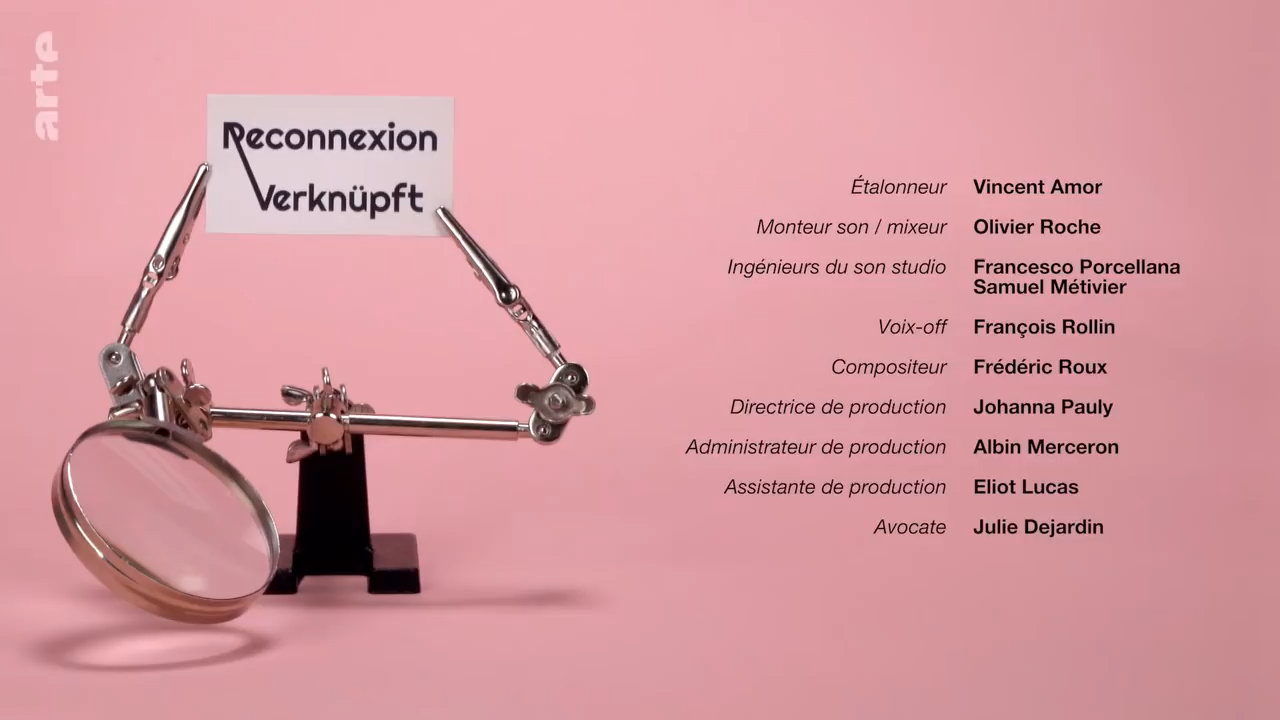 arte
Reconnexion
Verknüpft
Étalonneur Vincent Amor
Monteur son / mixeur Olivier Roche
Ingénieurs du son studio Francesco Porcellana
Samuel Métivier
Voix-off François Rollin
Compositeur Frédéric Roux
Directrice de production Johanna Pauly
Administrateur de production Albin Merceron
Assistante de production Eliot Lucas
Avocate Julie Dejardin